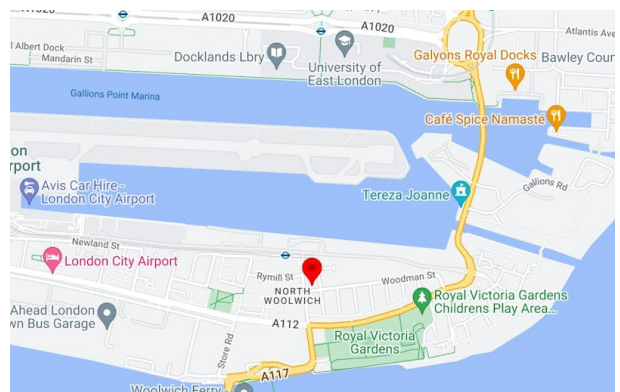 A1020
A1020
Atlantis Ave
l Albert Dock
Mandarin St
Docklands Lbry
University of
East London
Galyons Royal Docks
Bawley Cour
Gallions Point Marina
Café Spice Namasté
on
rport
Avis Car Hire -
London City Airport
Tereza Joanne
Gallions Rd
Newland St
London City Airport
Rymill St
Woodman St
NORTH
WOOLWICH
Royal Victoria Gardens
Childrens Play Area...
Ahead London
wn Bus Garage
A112
Store Rd
Royal Victoria
Gardens
A117
Woolwich Ferry